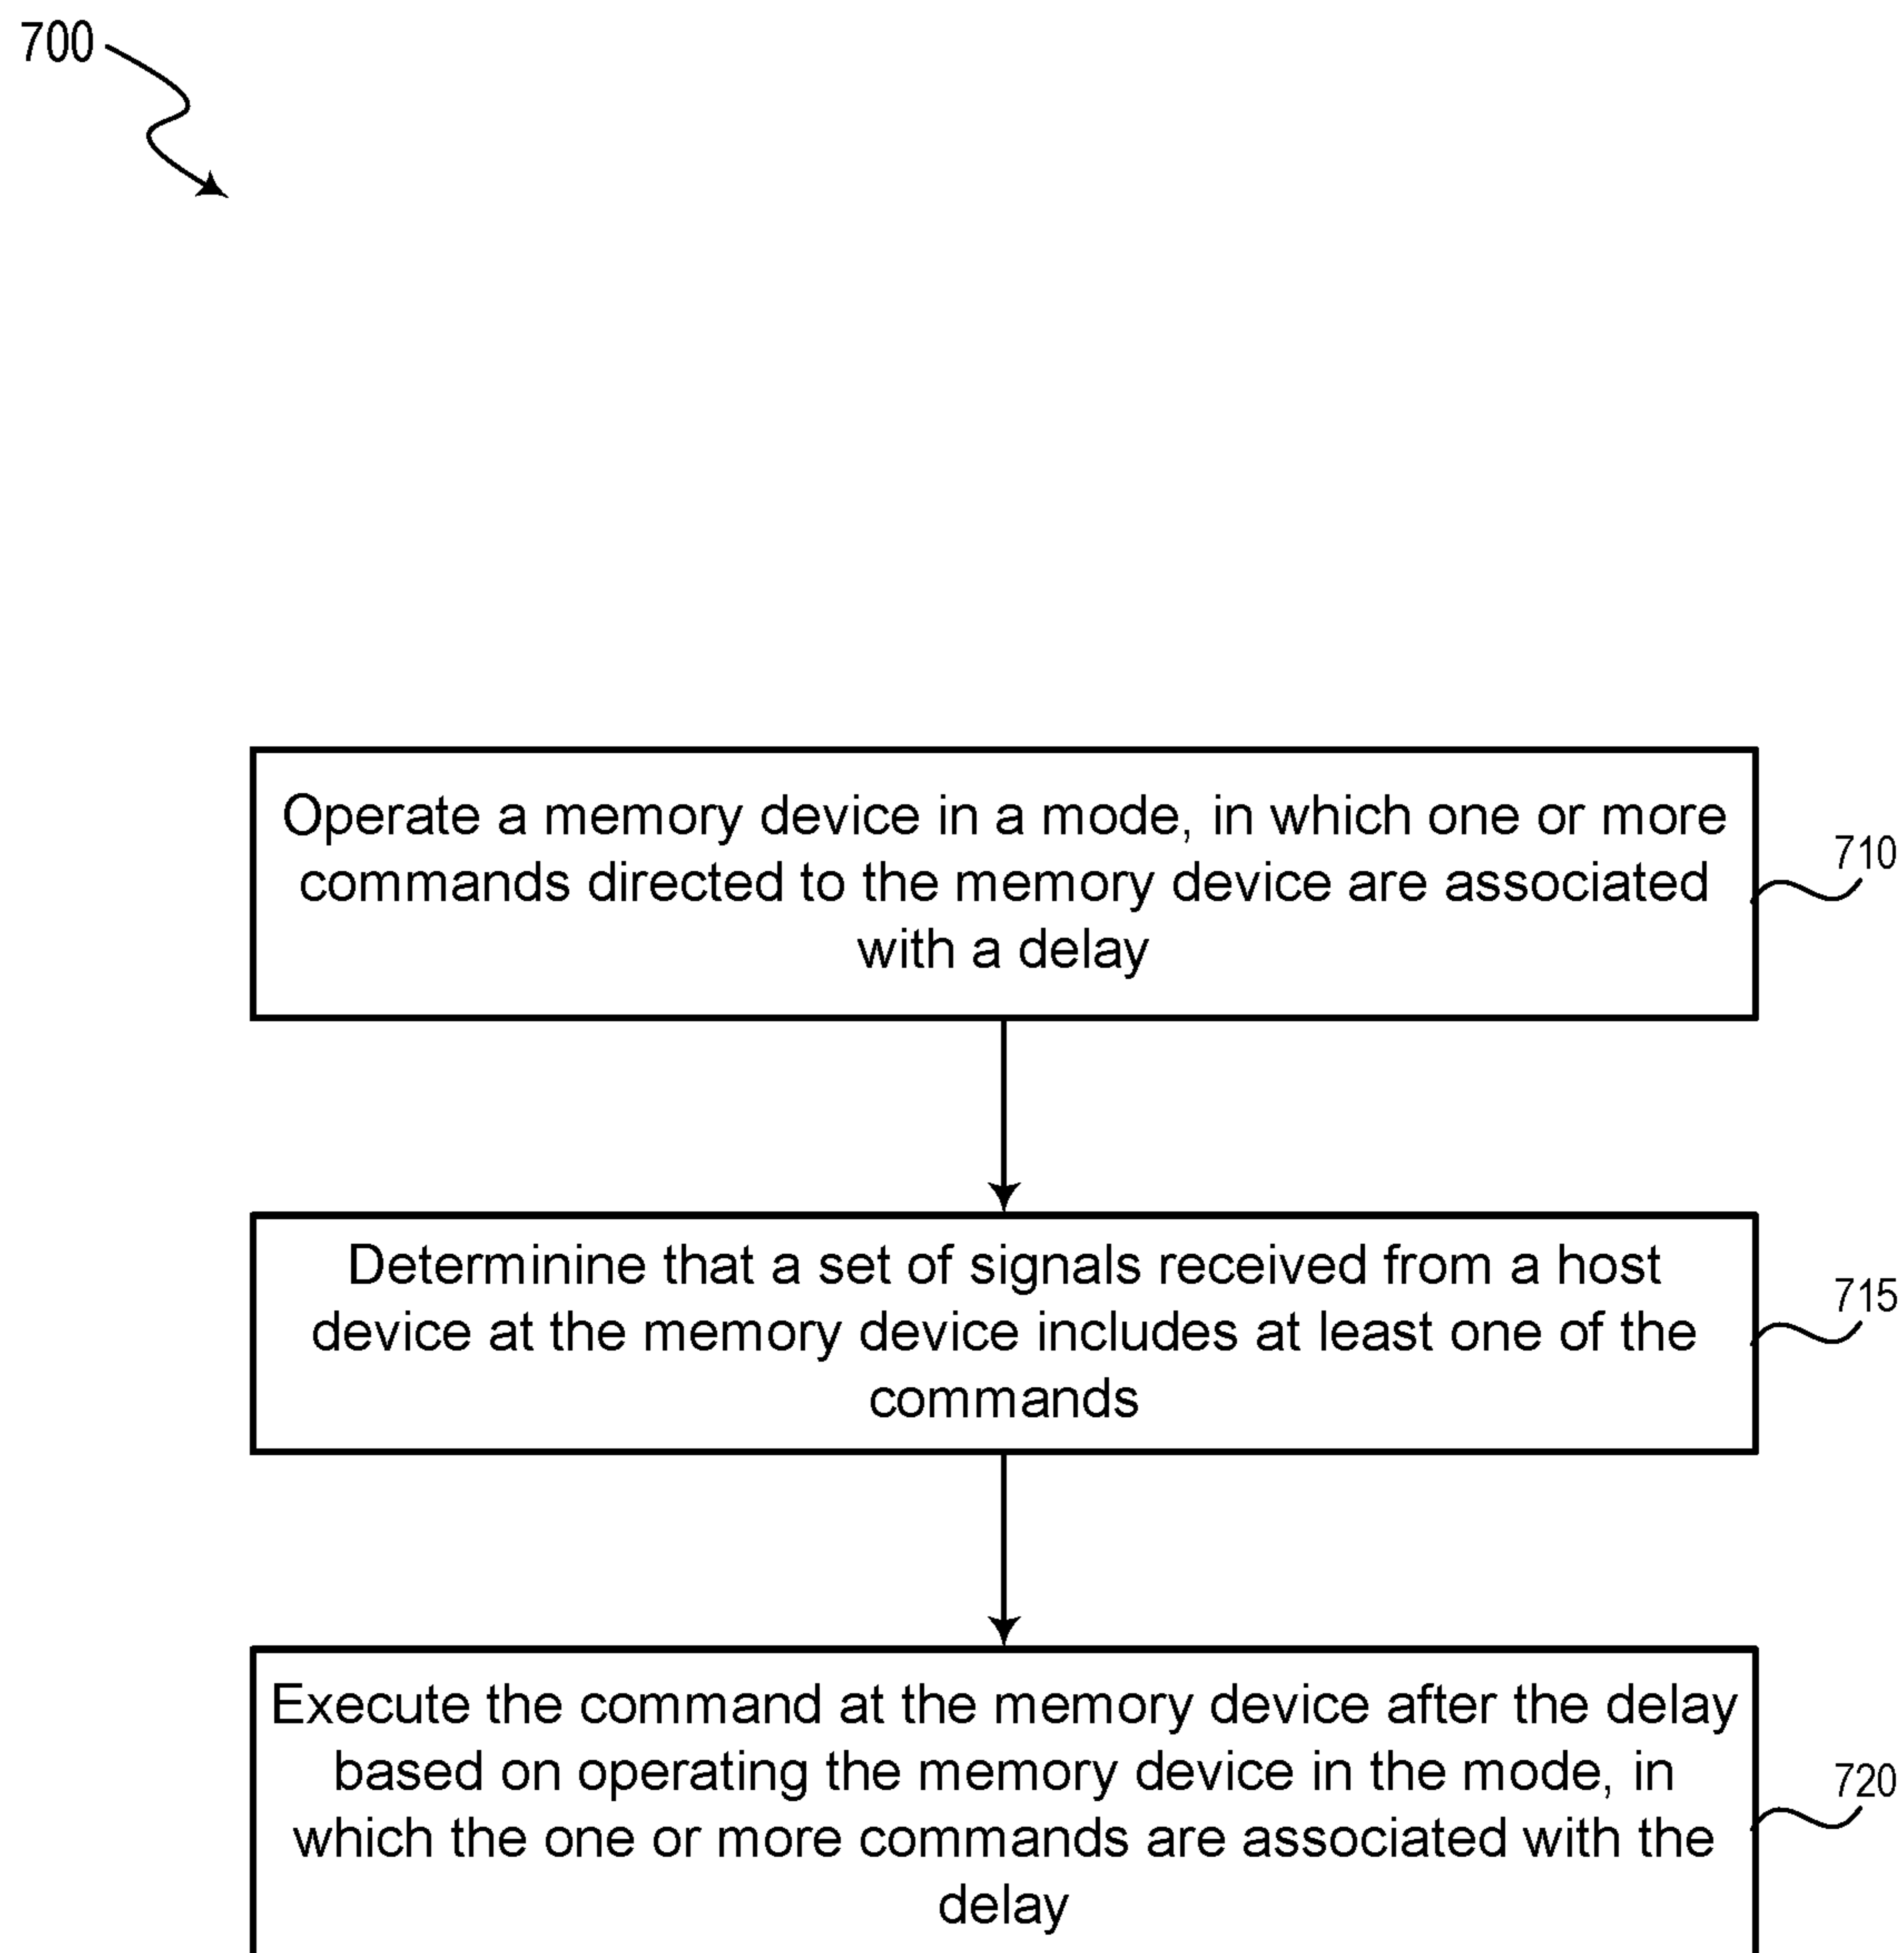 700
Operate a memory device in a mode, in which one or more
commands directed to the memory device are associated
with a delay
710
Determinine that a set of signals received from a host
device at the memory device includes at least one of the
commands
715
Execute the command at the memory device after the delay
based on operating the memory device in the mode, in
which the one or more commands are associated with the
delay
720